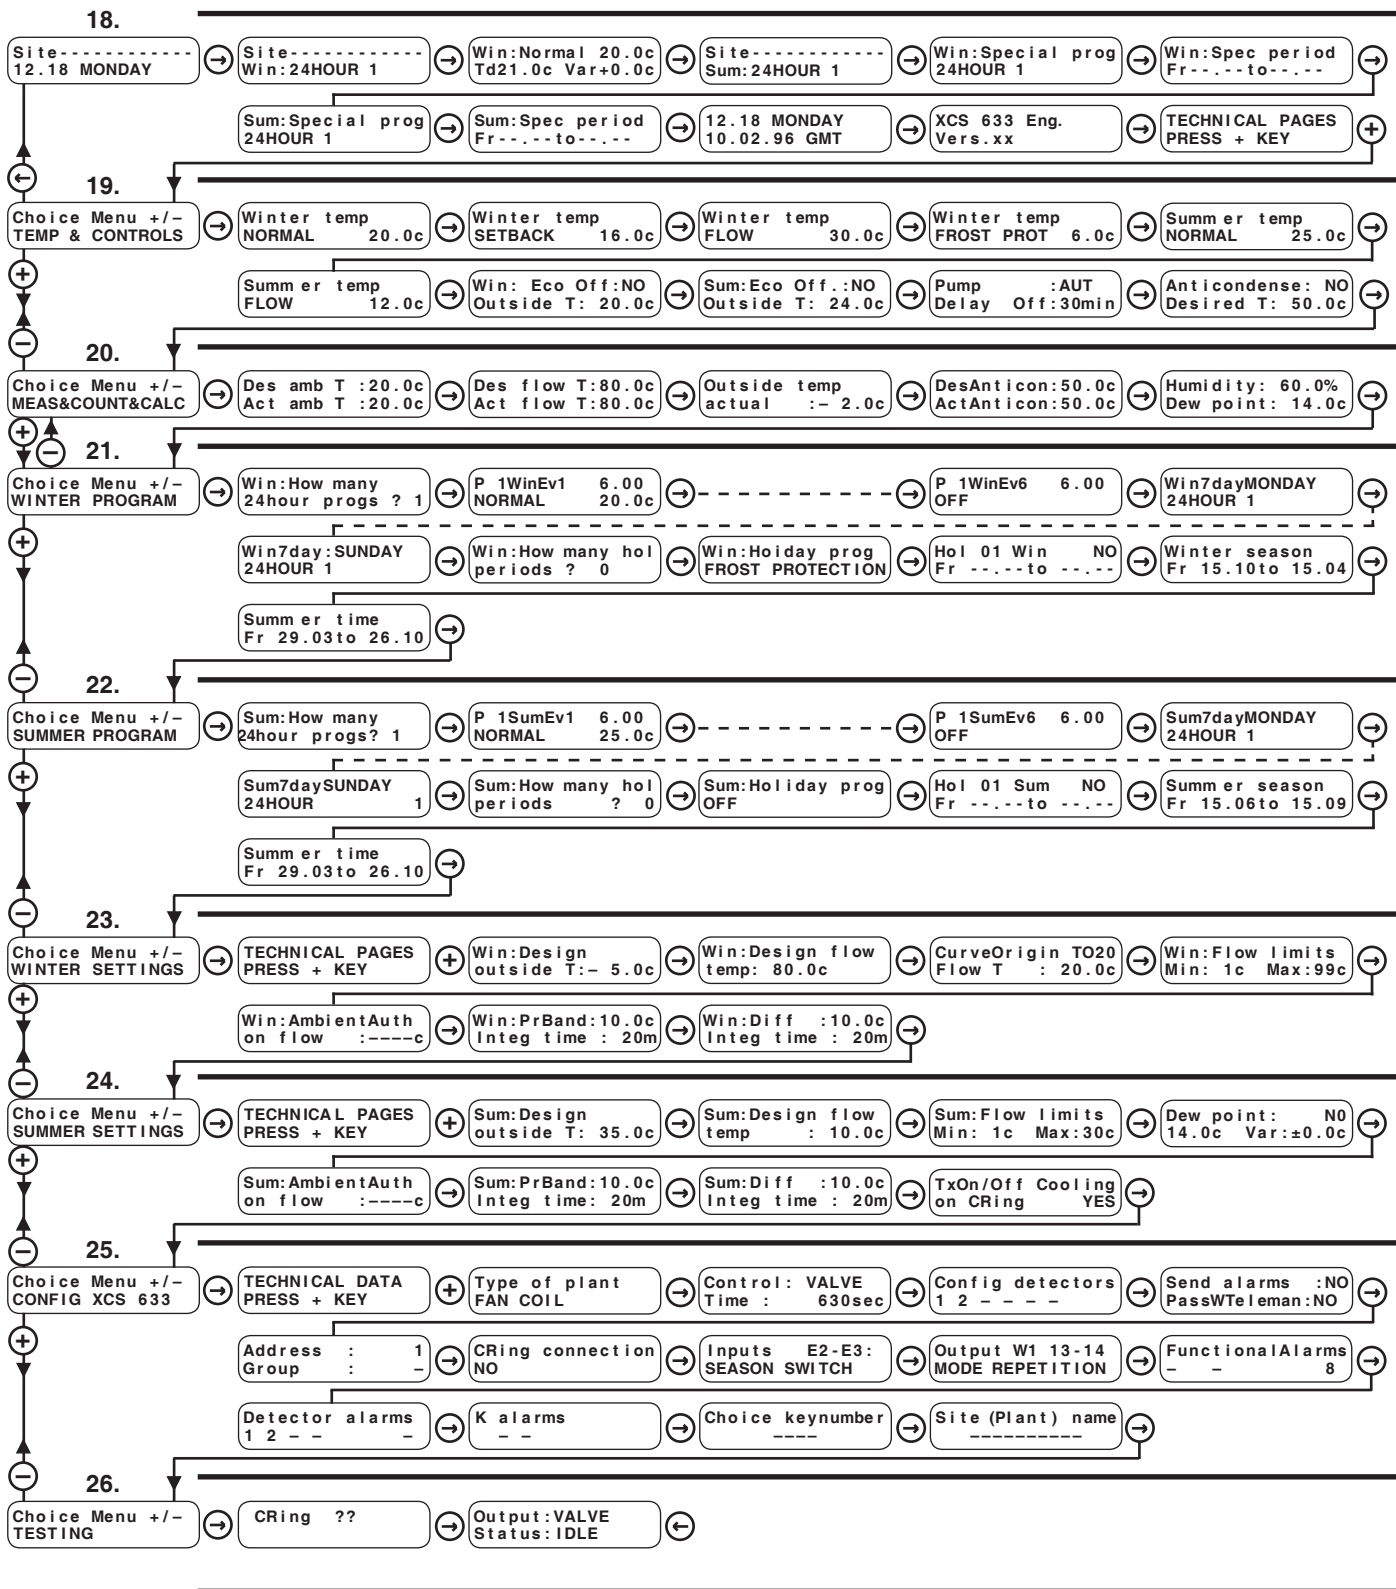 18.
Site------------
12.18 MONDAY
Site------------
Win:24HOUR 1
Win:Normal 20.0c
Td21.0c Var+0.0c
Site------------
Sum:24HOUR 1
Win:Special prog
24HOUR 1
Win:Spec period
Fr--.--to--.--
Sum:Special prog
24HOUR 1
Sum:Spec period
Fr--.--to--.--
12.18 MONDAY
10.02.96 GMT
XCS 633 Eng.
Vers.xx
TECHNICAL PAGES
PRESS + KEY
19.
Choice Menu +/–
TEMP & CONTROLS
Winter temp
NORMAL 20.0c
Winter temp
SETBACK 16.0c
Winter temp
FLOW 30.0c
Winter temp
FROST PROT 6.0c
Summer temp
NORMAL 25.0c
Summer temp
FLOW 12.0c
Win: Eco Off:NO
Outside T: 20.0c
Sum:Eco Off.:NO
Outside T: 24.0c
Pump :AUT
Delay Off:30min
Anticondense: NO
Desired T: 50.0c
20.
Choice Menu +/–
MEAS&COUNT&CALC
Des amb T :20.0c
Act amb T :20.0c
Des flow T:80.0c
Act flow T:80.0c
Outside temp
actual :– 2.0c
DesAnticon:50.0c
ActAnticon:50.0c
Humidity: 60.0%
Dew point: 14.0c
21.
Choice Menu +/–
WINTER PROGRAM
Win:How many
24hour progs ? 1
P 1WinEv1 6.00
NORMAL 20.0c
P 1WinEv6 6.00
OFF
Win7dayMONDAY
24HOUR 1
Win7day:SUNDAY
24HOUR 1
Win:How many hol
periods ? 0
Win:Hoiday prog
FROST PROTECTION
Hol 01 Win NO
Fr --.--to --.--
Winter season
Fr 15.10to 15.04
Summer time
Fr 29.03to 26.10
22.
Choice Menu +/–
SUMMER PROGRAM
Sum:How many
24hour progs? 1
P 1SumEv1 6.00
NORMAL 25.0c
P 1SumEv6 6.00
OFF
Sum7dayMONDAY
24HOUR 1
Sum7daySUNDAY
24HOUR 1
Sum:How many hol
periods ? 0
Sum:Holiday prog
OFF
Hol 01 Sum NO
Fr --.--to --.--
Summer season
Fr 15.06to 15.09
Summer time
Fr 29.03to 26.10
23.
Choice Menu +/–
WINTER SETTINGS
TECHNICAL PAGES
PRESS + KEY
Win:Design
outside T:– 5.0c
Win:Design flow
temp: 80.0c
CurveOrigin TO20
Flow T : 20.0c
Win:Flow limits
Min: 1c Max:99c
Win:AmbientAuth
on flow :––––c
Win:PrBand:10.0c
Integ time : 20m
Win:Diff :10.0c
Integ time : 20m
24.
Choice Menu +/–
SUMMER SETTINGS
TECHNICAL PAGES
PRESS + KEY
Sum:Design
outside T: 35.0c
Sum:Design flow
temp : 10.0c
Sum:Flow limits
Min: 1c Max:30c
Dew point: N0
14.0c Var:±0.0c
Sum:AmbientAuth
on flow :––––c
Sum:PrBand:10.0c
Integ time: 20m
Sum:Diff :10.0c
Integ time : 20m
TxOn/Off Cooling
on CRing YES
25.
Choice Menu +/–
CONFIG XCS 633
TECHNICAL DATA
PRESS + KEY
Type of plant
FAN COIL
Control: VALVE
Time : 630sec
Config detectors
1 2 – – – –
Send alarms :NO
PassWTeleman:NO
Address : 1
Group : –
CRing connection
NO
Inputs E2-E3:
SEASON SWITCH
Output W1 13-14
MODE REPETITION
FunctionalAlarms
– – 8
Detector alarms
1 2 – – –
K alarms
– –
Choice keynumber
––––
Site (Plant) name
––––––––––
26.
Choice Menu +/–
TESTING
CRing ??
Output:VALVE
Status:IDLE